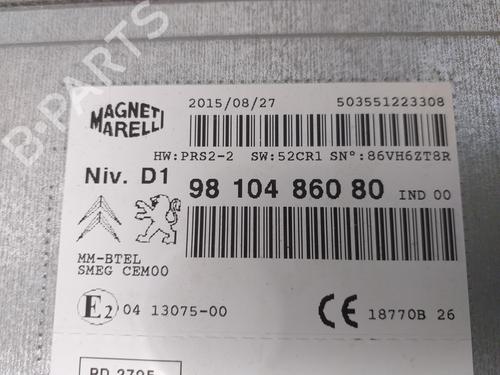 B-PARTS
MAGNETI MARELLI
2015/08/27 503551223308
HW:PRS2-2 SW:52CR1 SN°:86VH6ZT8R
Niv. D1 98 104 860 80 IND 00
MM-BTEL
SMEG CEM00
E2 04 13075-00 CE 18770B 26